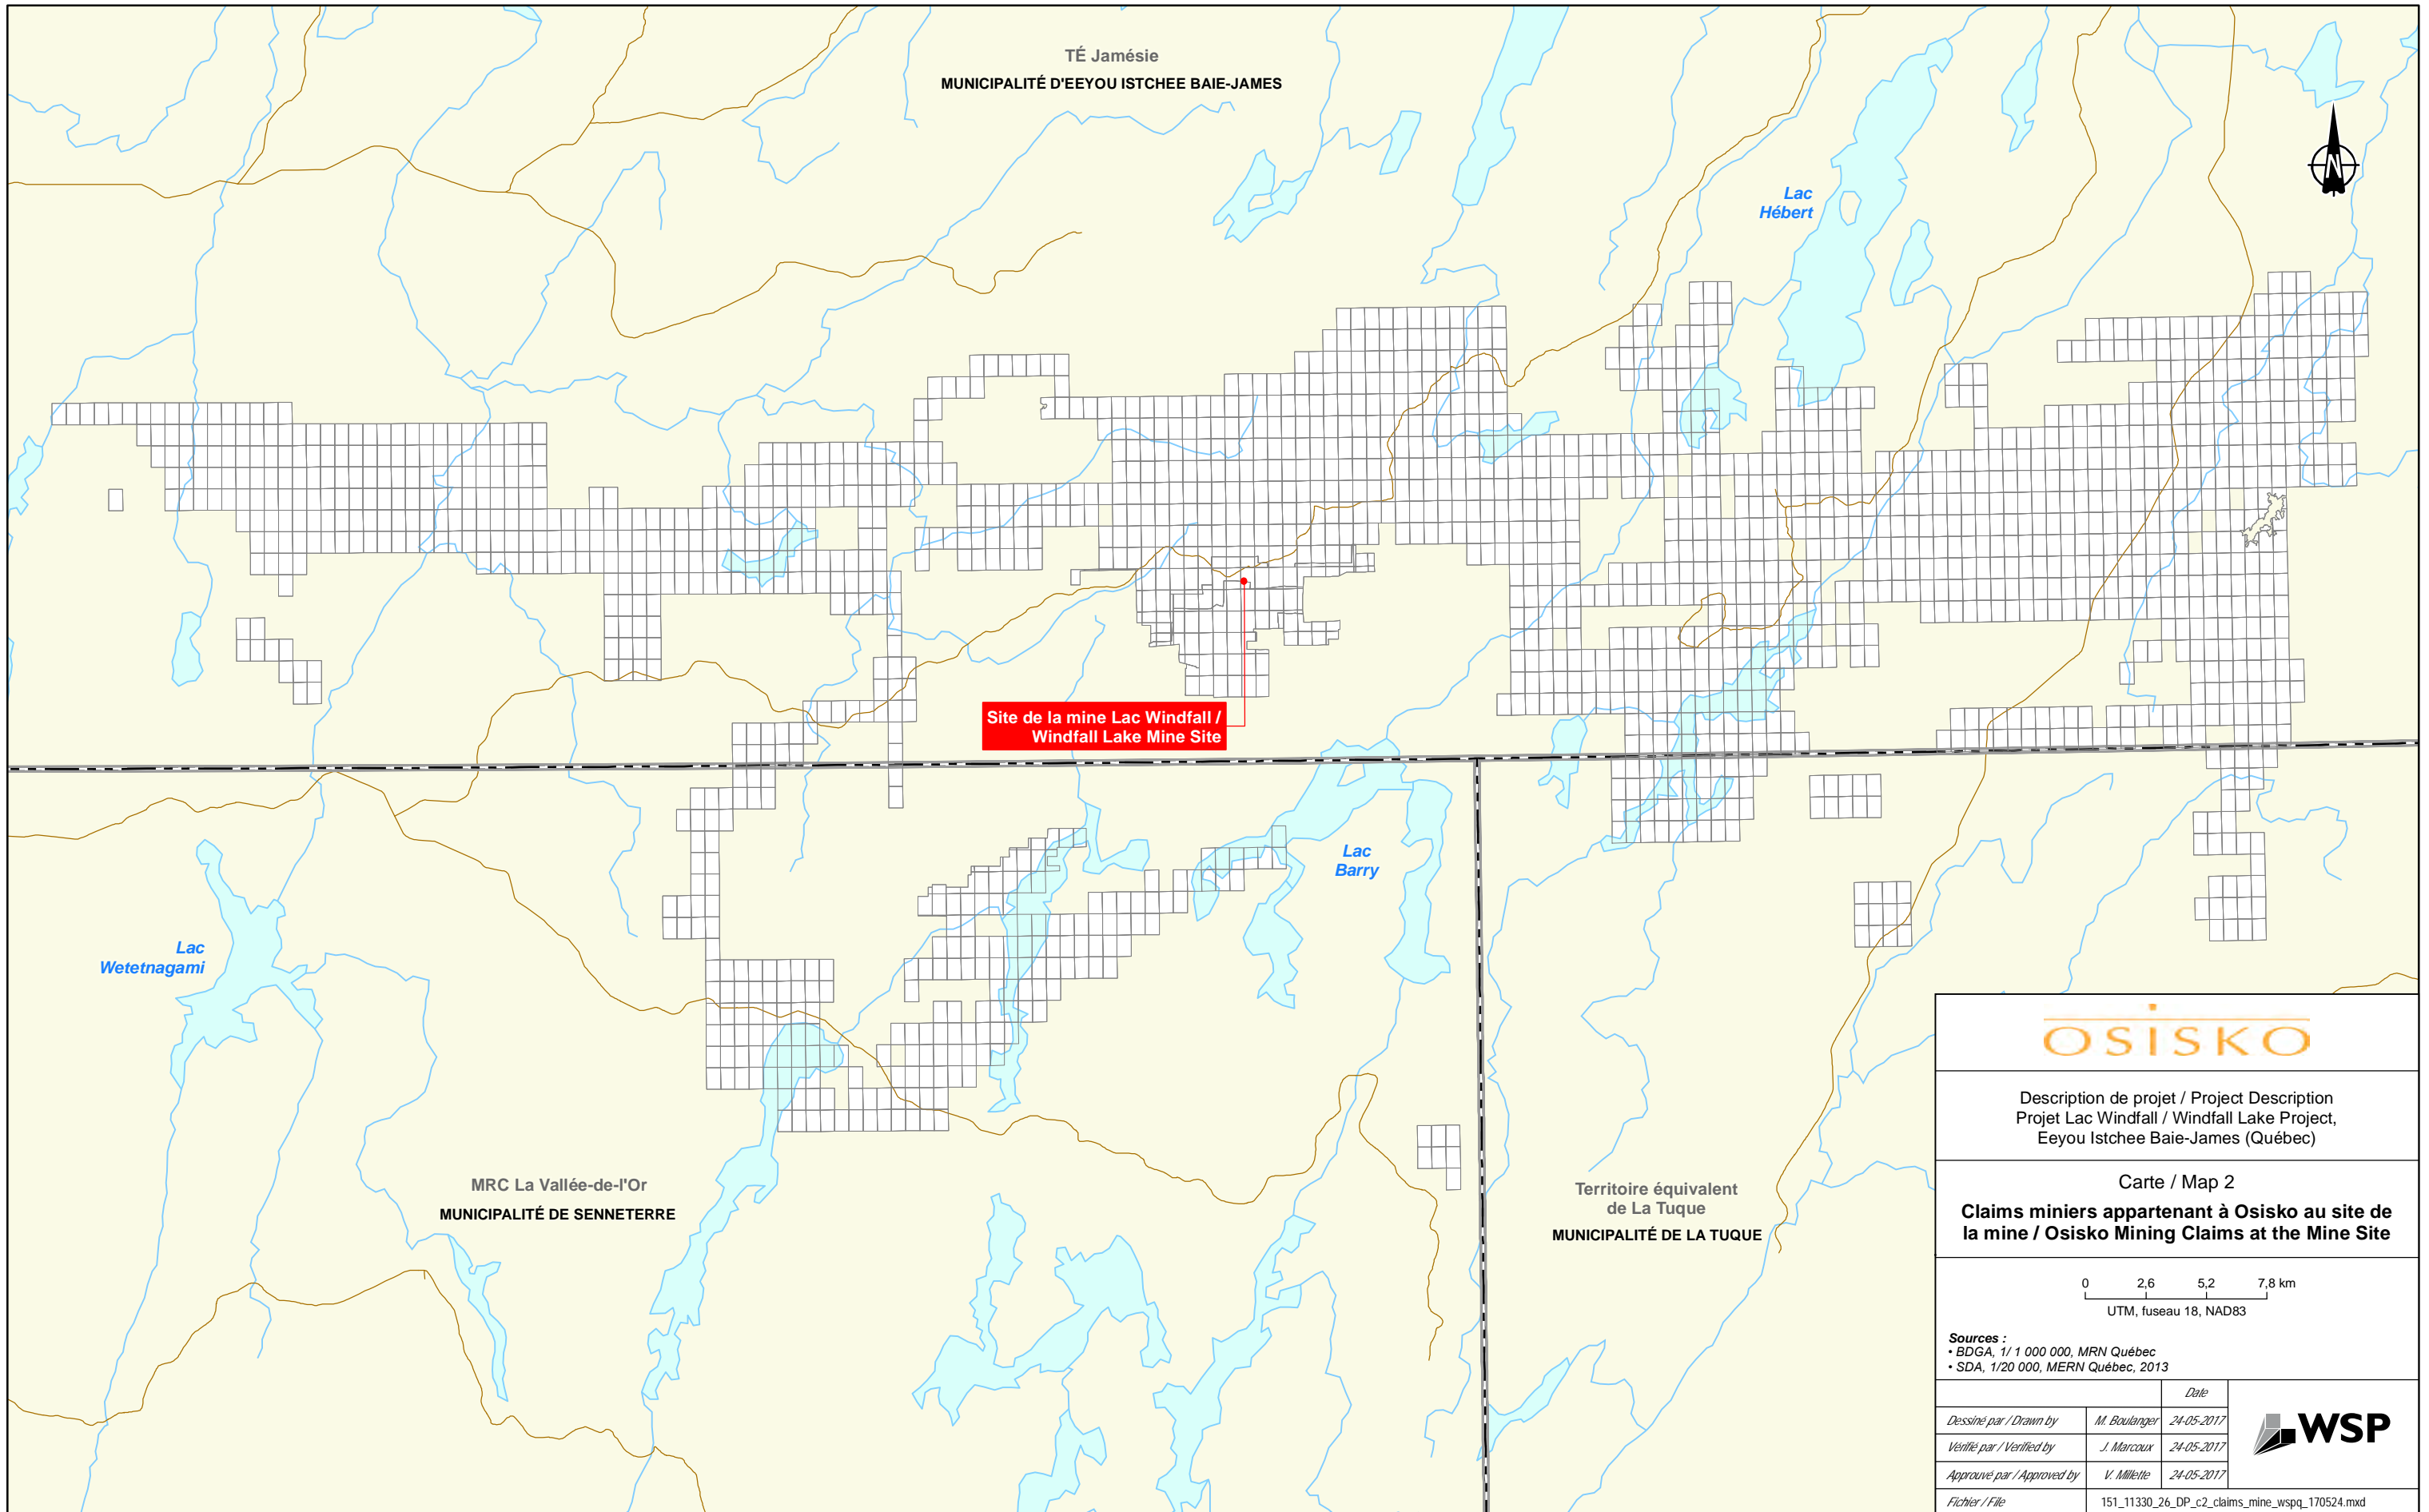 TÉ Jamésie
MUNICIPALITÉ D'EEYOU ISTCHEE BAIE-JAMES
N
Lac
Hébert
Site de la mine Lac Windfall /
Windfall Lake Mine Site
Lac
Barry
Lac
Wetetnagami
MRC La Vallée-de-l'Or
MUNICIPALITÉ DE SENNETERRE
Territoire équivalent
de La Tuque
MUNICIPALITÉ DE LA TUQUE
OSISKO
Description de projet / Project Description
Projet Lac Windfall / Windfall Lake Project,
Eeyou Istchee Baie-James (Québec)
Carte / Map 2
Claims miniers appartenant à Osisko au site de
la mine / Osisko Mining Claims at the Mine Site
0 2,6 5,2 7,8 km
UTM, fuseau 18, NAD83
Sources :
• BDGA, 1/ 1 000 000, MRN Québec
• SDA, 1/20 000, MERN Québec, 2013
Date
Dessiné par / Drawn by M. Boulanger 24-05-2017
Vérifié par / Verified by J. Marcoux 24-05-2017
Approuvé par / Approved by V. Millette 24-05-2017
WSP
Fichier / File 151_11330_26_DP_c2_claims_mine_wspq_170524.mxd